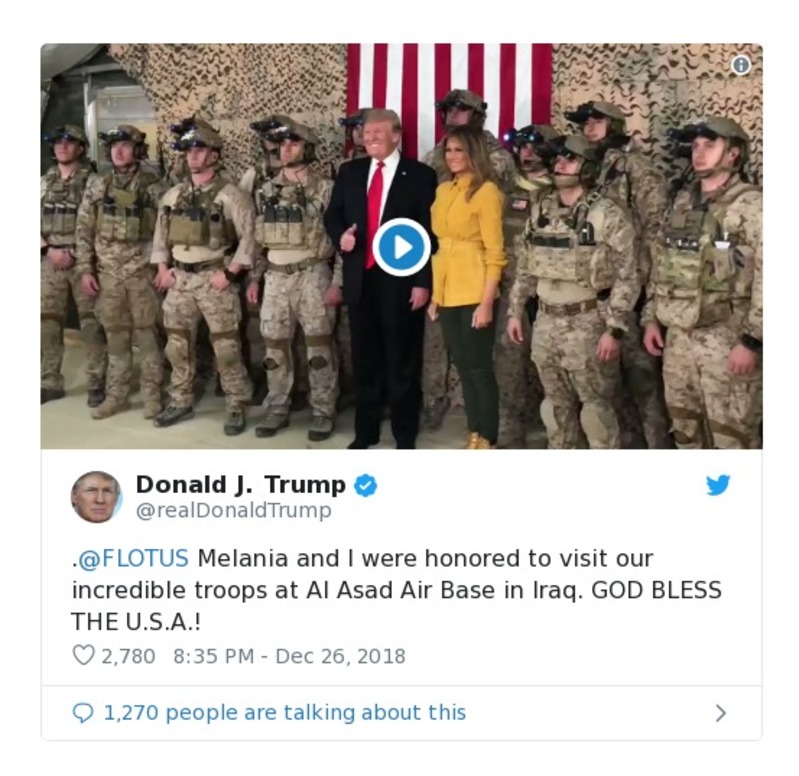 Donald J. Trump
@realDonaldTrump
.@FLOTUS Melania and I were honored to visit our
incredible troops at Al Asad Air Base in Iraq. GOD BLESS
THE U.S.A.!
2,780 8:35 PM - Dec 26, 2018
1,270 people are talking about this